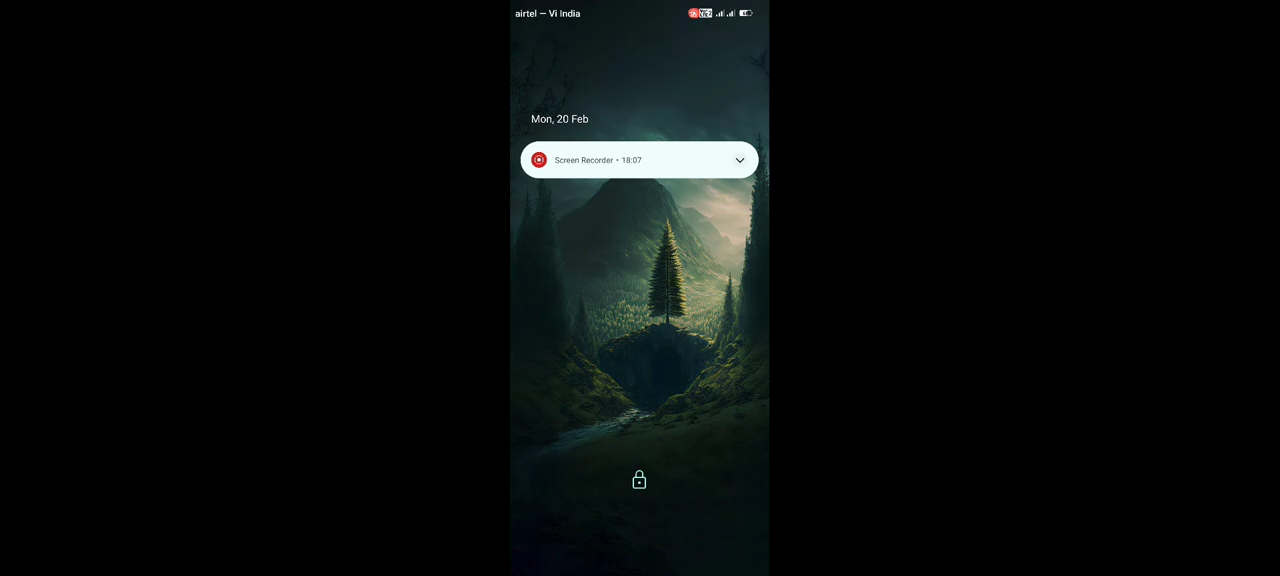 airtel — Vi India
Mon, 20 Feb
Screen Recorder • 18:07